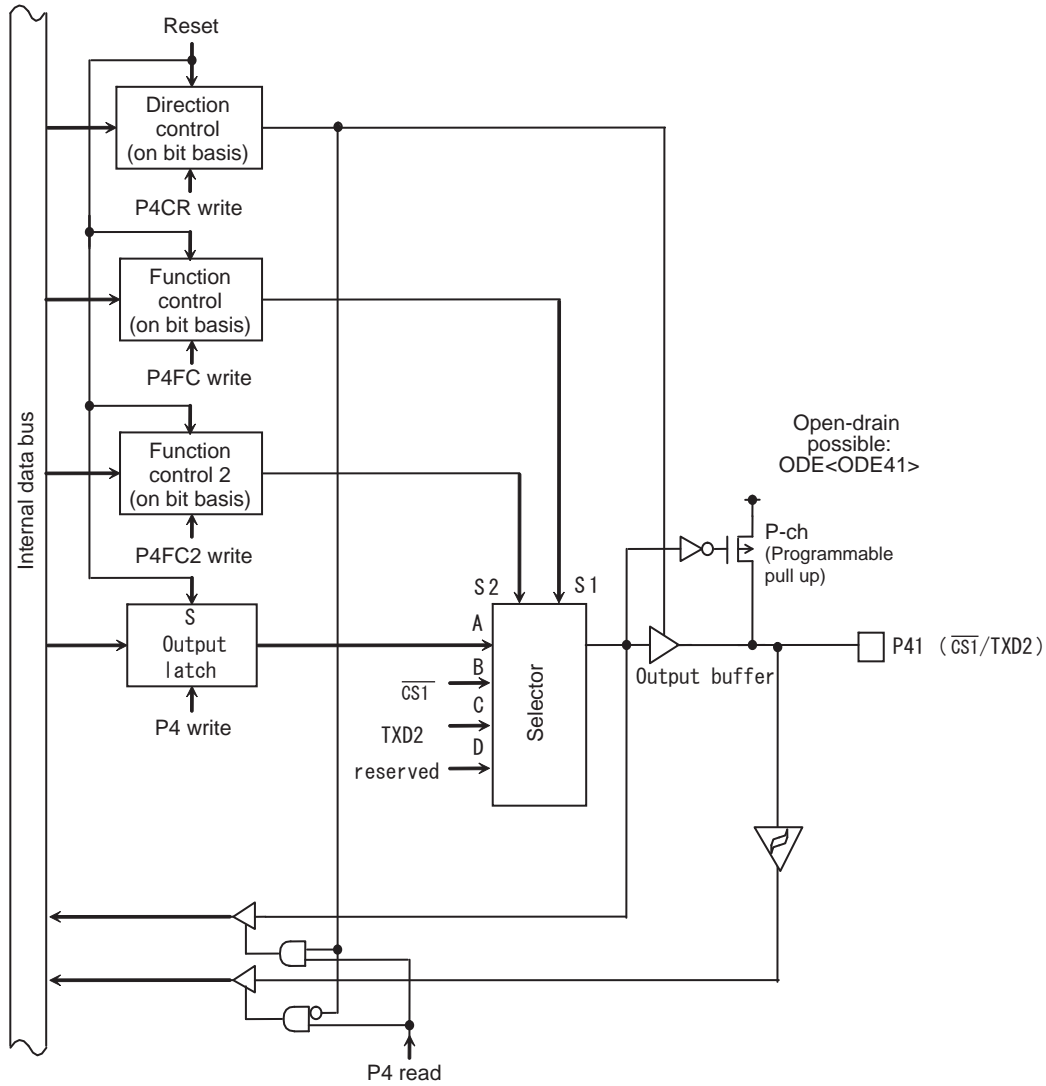 Reset
Direction
control
(on bit basis)
P4CR write
Function
control
(on bit basis)
P4FC write
Internal data bus
Function
control 2
(on bit basis)
P4FC2 write
Open-drain
possible:
ODE<ODE41>
P-ch
(Programmable
pull up)
S
Output
latch
P4 write
S2
S1
A
B
C
D
C̅S̅1̅
TXD2
reserved
Selector
Output buffer
P41 (C̅S̅1̅/TXD2)
P4 read